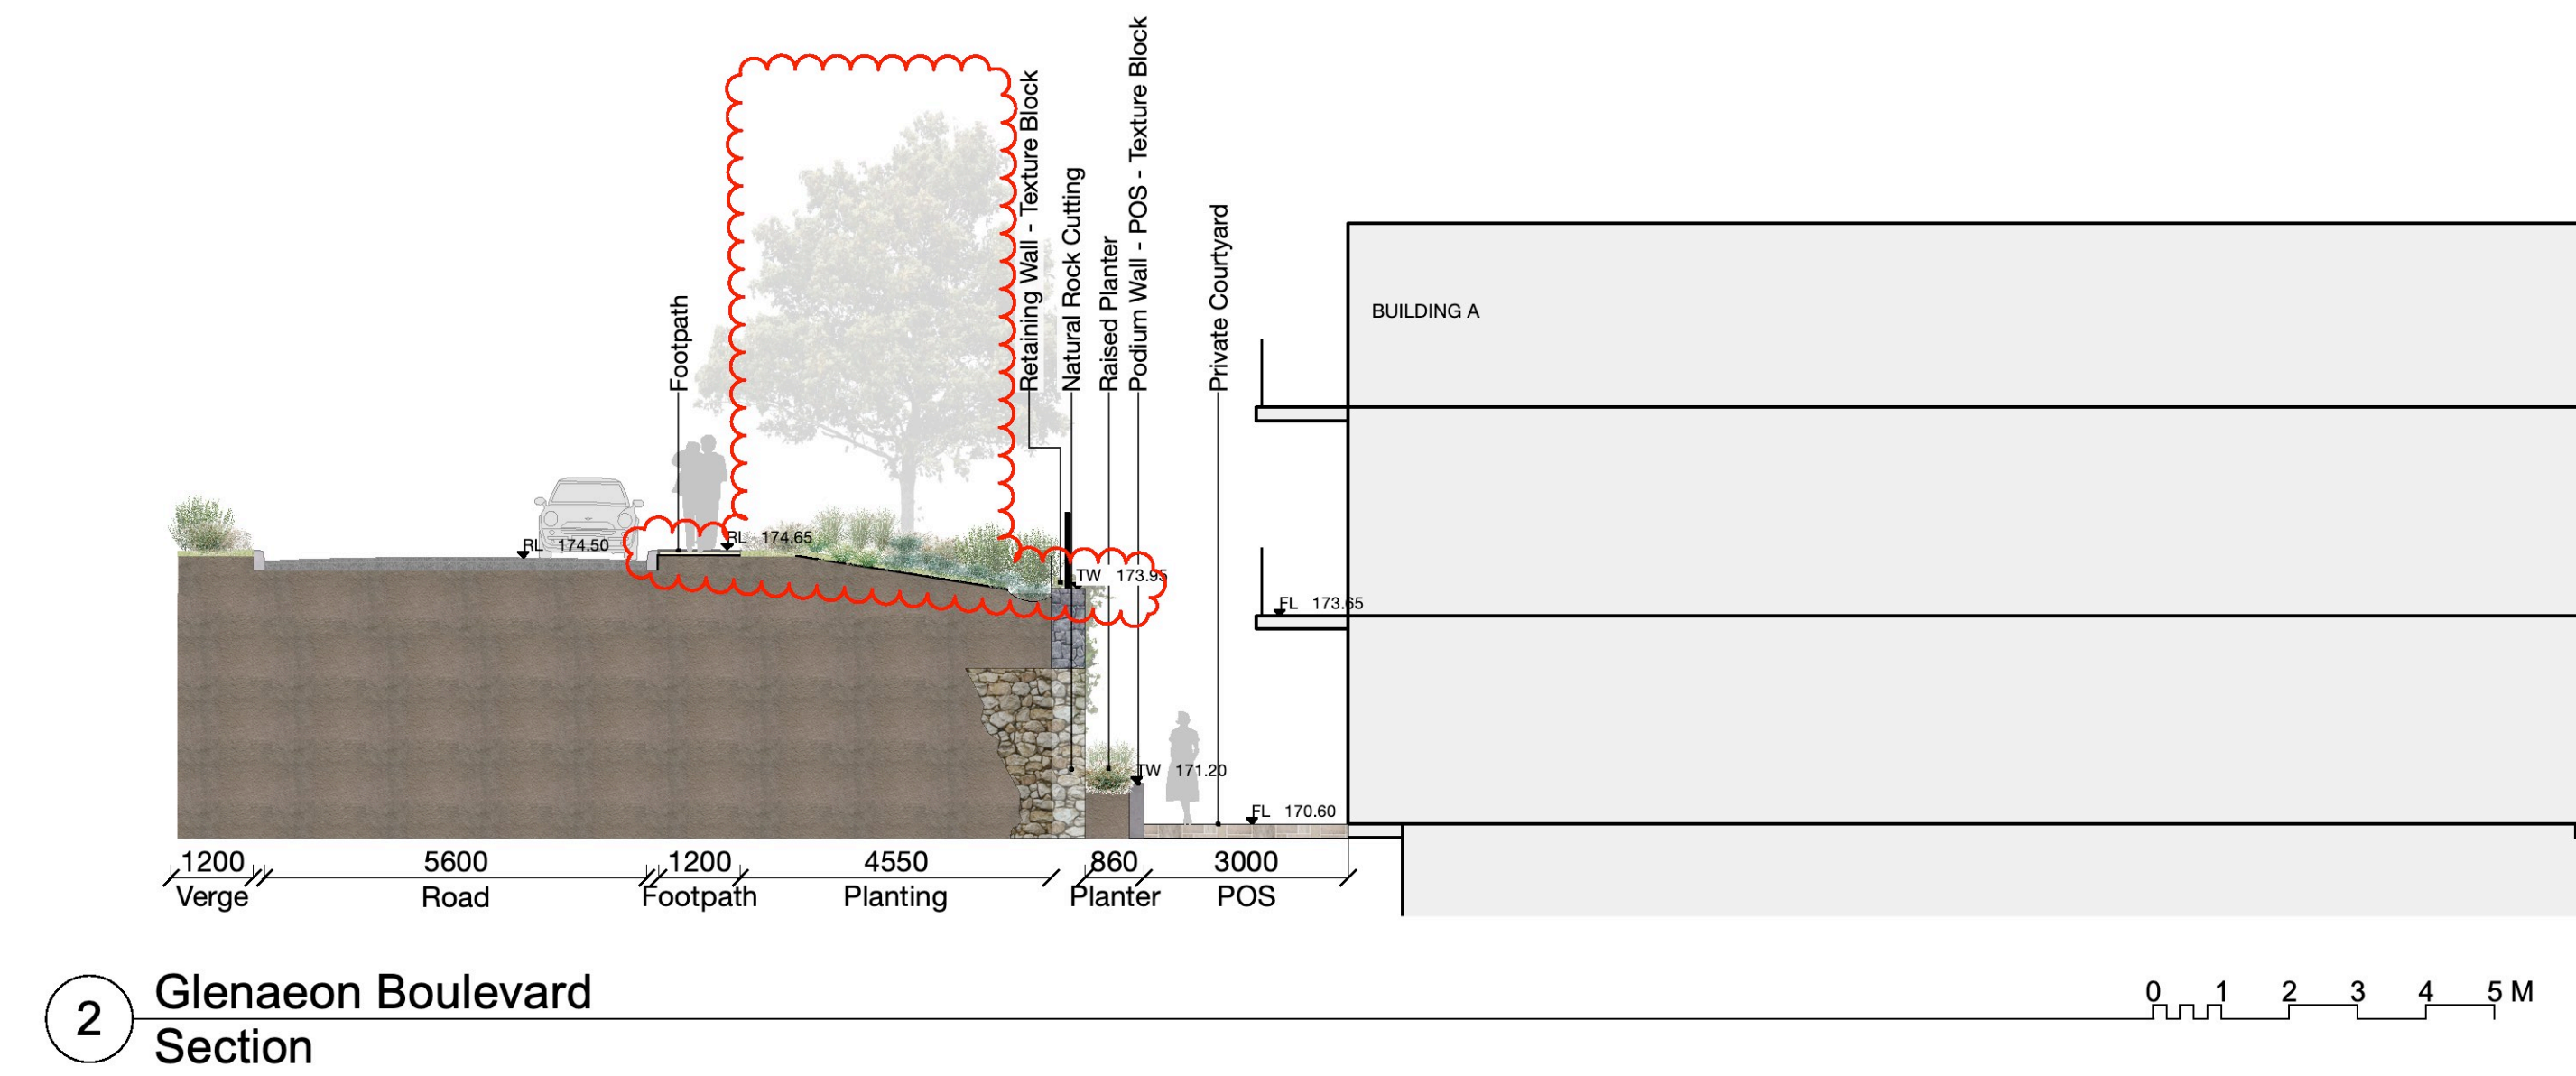 Retaining Wall - Texture Block
Natural Rock Cutting
Raised Planter
Podium Wall - POS - Texture Block
Private Courtyard
Footpath
BUILDING A
RL 174.50
RL 174.65
TW 173.95
FL 173.65
TW 171.20
FL 170.60
1200 5600 1200 4550 860 3000
Verge Road Footpath Planting Planter POS
2
Glenaeon Boulevard
Section
0 1 2 3 4 5 M